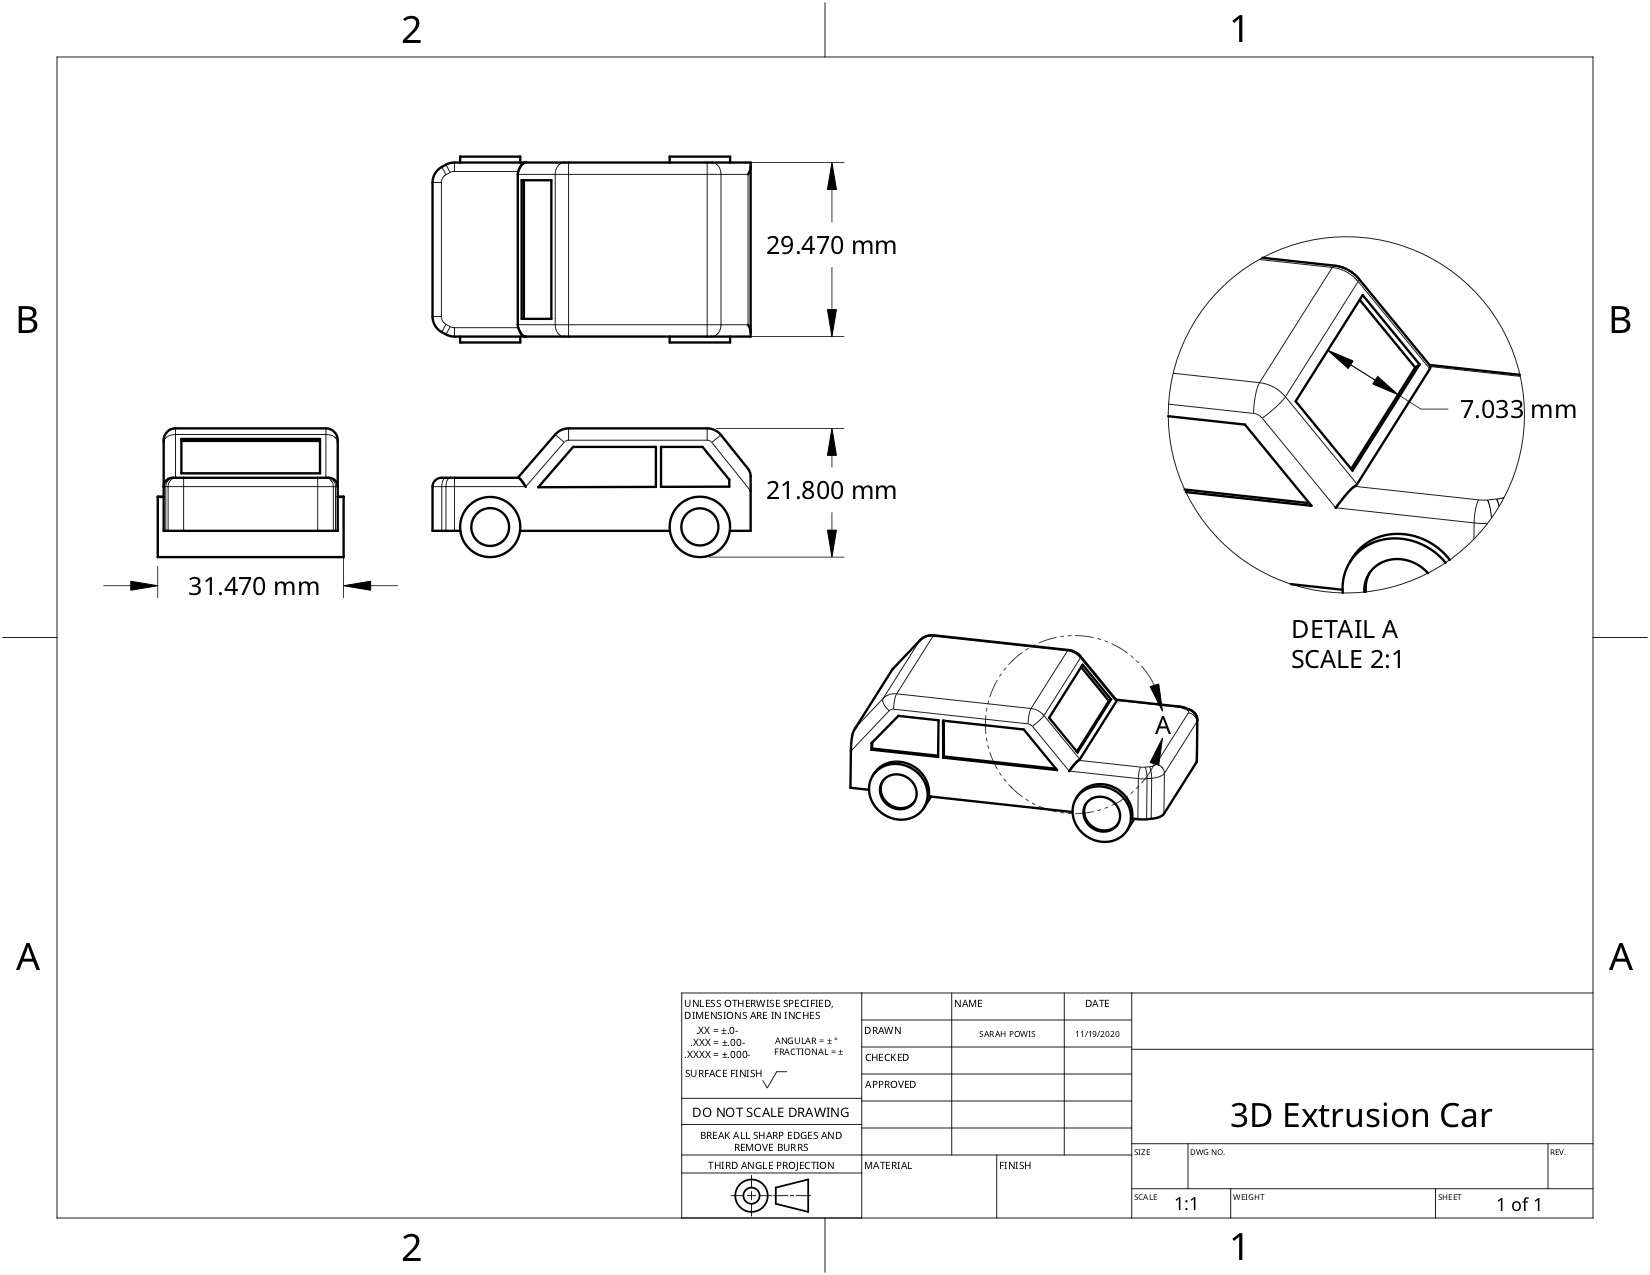 2
1
B
B
29.470 mm
7.033 mm
21.800 mm
31.470 mm
DETAIL A
SCALE 2:1
A
A
A
UNLESS OTHERWISE SPECIFIED,
DIMENSIONS ARE IN INCHES
.XX = ±.0-
.XXX = ±.00-
.XXXX = ±.000-
ANGULAR = ± °
FRACTIONAL = ±
SURFACE FINISH
DO NOT SCALE DRAWING
BREAK ALL SHARP EDGES AND
REMOVE BURRS
THIRD ANGLE PROJECTION
NAME
DATE
DRAWN
SARAH POWIS
11/19/2020
CHECKED
APPROVED
MATERIAL
FINISH
3D Extrusion Car
SIZE
DWG NO.
REV.
SCALE
1:1
WEIGHT
SHEET
1 of 1
2
1